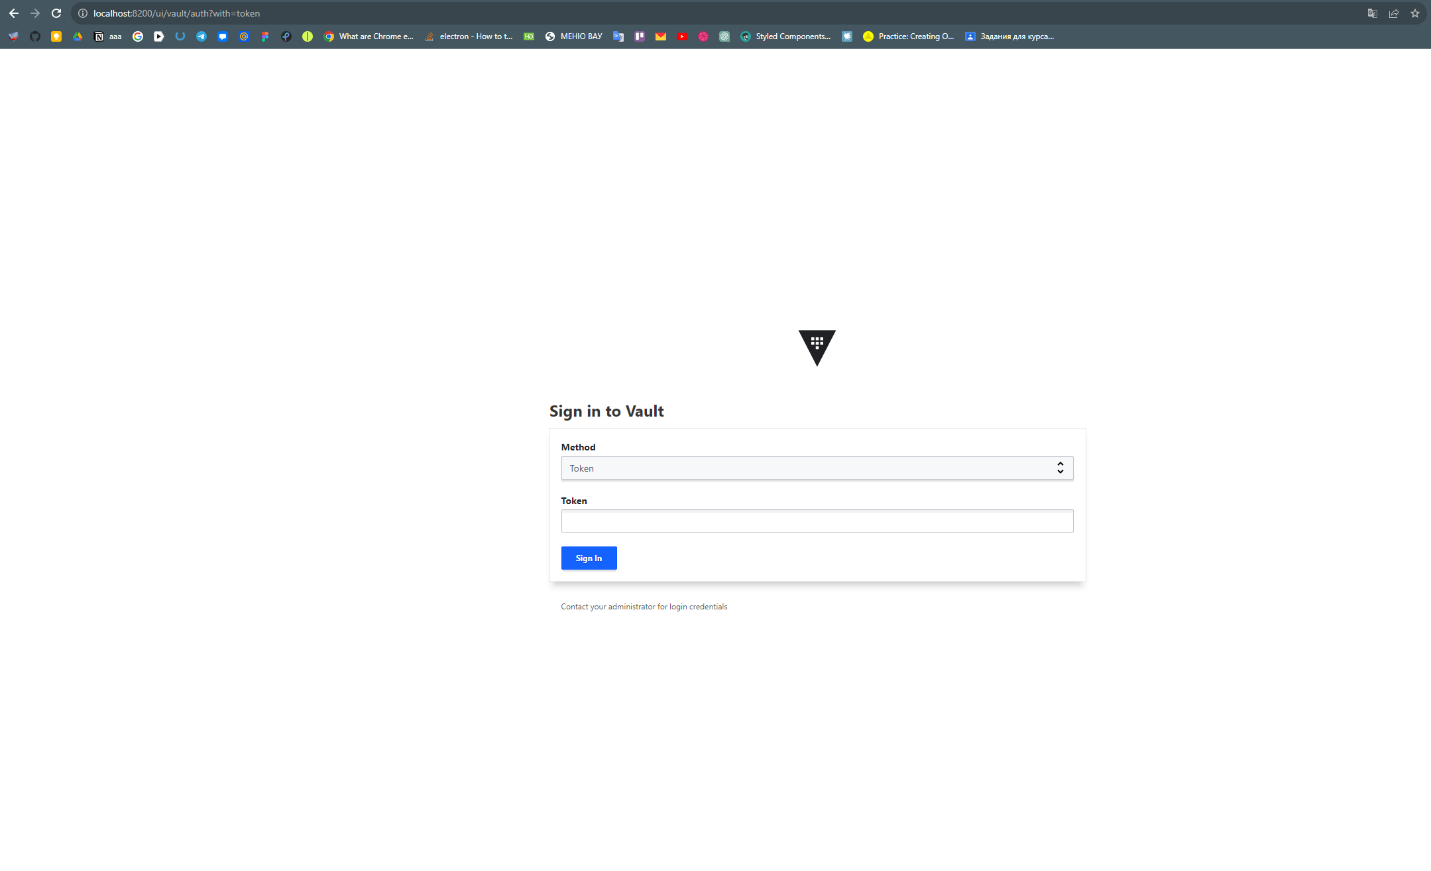 localhost:8200/ui/vault/auth?with=token
aaa What are Chrome e... electron - How to t... HQ МЕНЮ ВАУ Styled Components... Practice: Creating O... Задания для курса...
Sign in to Vault
Method
Token
Token
Sign In
Contact your administrator for login credentials